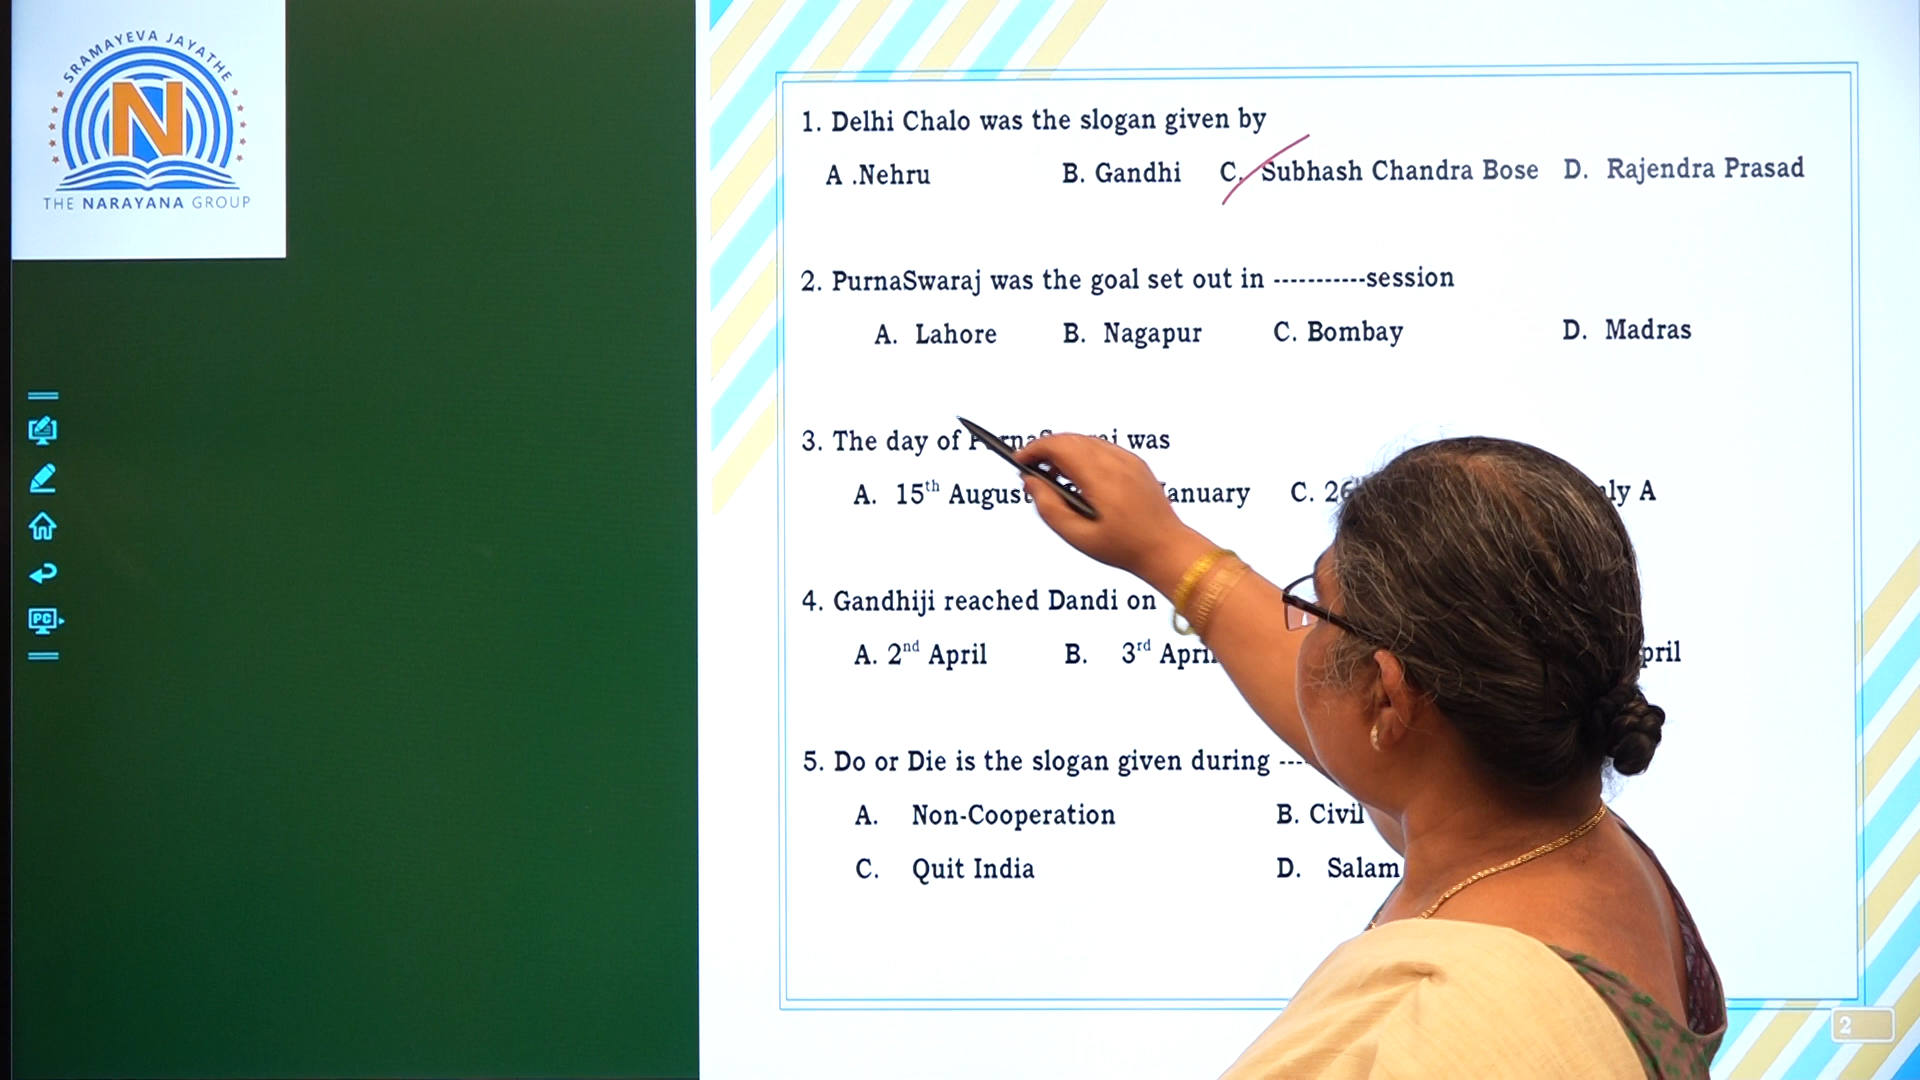 SRAMAYEVA JAYATHE
N
THE NARAYANA GROUP
PC
1. Delhi Chalo was the slogan given by
A .Nehru B. Gandhi C. Subhash Chandra Bose D. Rajendra Prasad
2. PurnaSwaraj was the goal set out in -----------session
A. Lahore B. Nagapur C. Bombay D. Madras
3. The day of was
A. 15th August C.  A
4. Gandhiji reached Dandi on
A. 2nd April B. 3rd
5. Do or Die is the slogan given during
A. Non-Cooperation B. Civil
C. Quit India D.
2